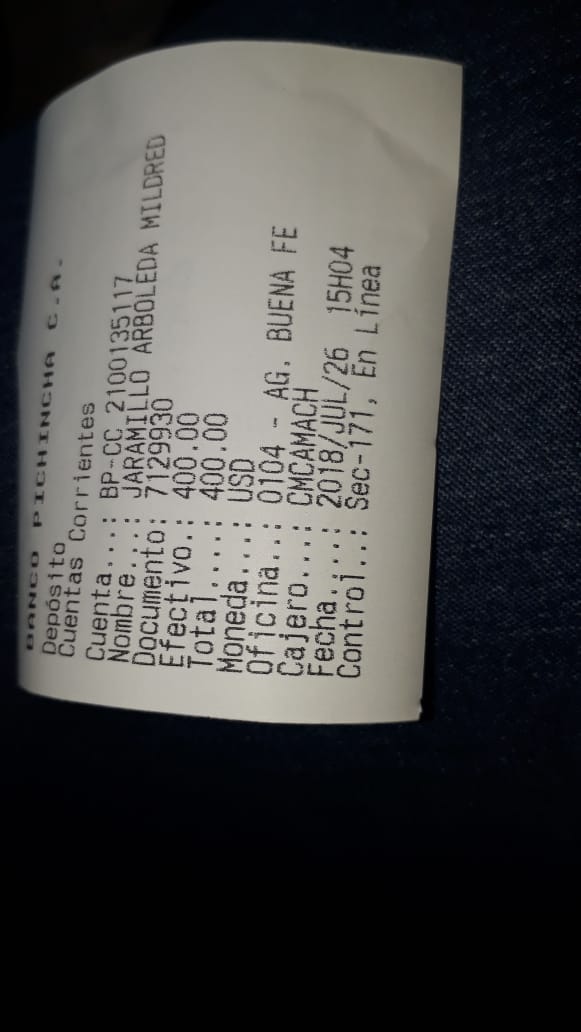 BANCO PICHINCHA C.A.
Depósito
Cuentas Corrientes
Cuenta...: BP-CC 2100135117
Nombre...: JARAMILLO ARBOLEDA MILDRED
Documento: 7129930
Efectivo.: 400.00
Total....: 400.00
Moneda...: USD
Oficina..: 0104 - AG. BUENA FE
Cajero...: CMCAMACH
Fecha....: 2018/JUL/26 15H04
Control..: Sec-171, En Línea